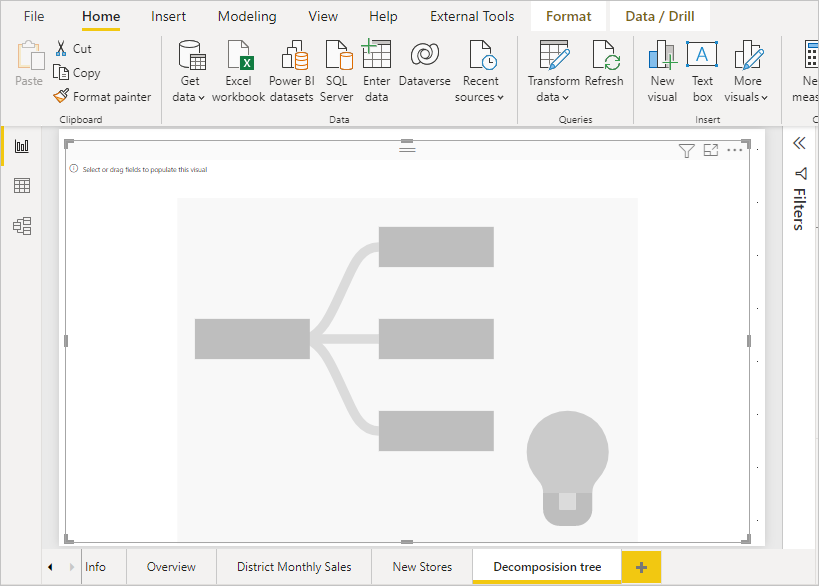 File Home Insert Modeling View Help External Tools Format Data / Drill
Paste
Cut
Copy
Format painter
Clipboard
Get data
Excel workbook
Power BI datasets
SQL Server
Enter data
Dataverse
Recent sources
Data
Transform data
Refresh
Queries
New visual
Text box
A
More visuals
Insert
Select or drag fields to populate this visual
Filters
Info Overview District Monthly Sales New Stores Decomposision tree +